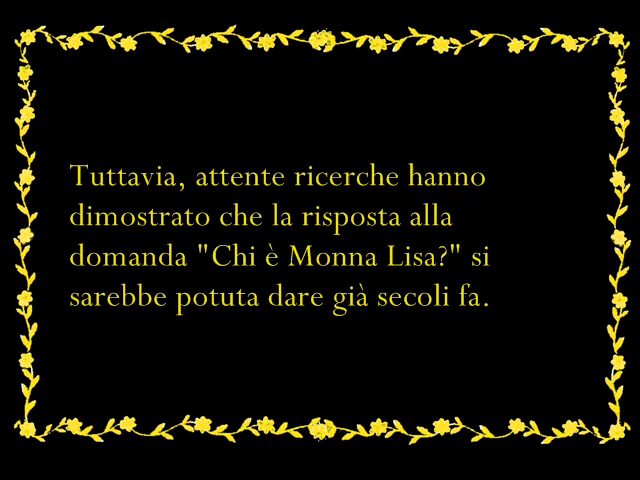 Tuttavia, attente ricerche hanno
dimostrato che la risposta alla
domanda "Chi è Monna Lisa?" si
sarebbe potuta dare già secoli fa.